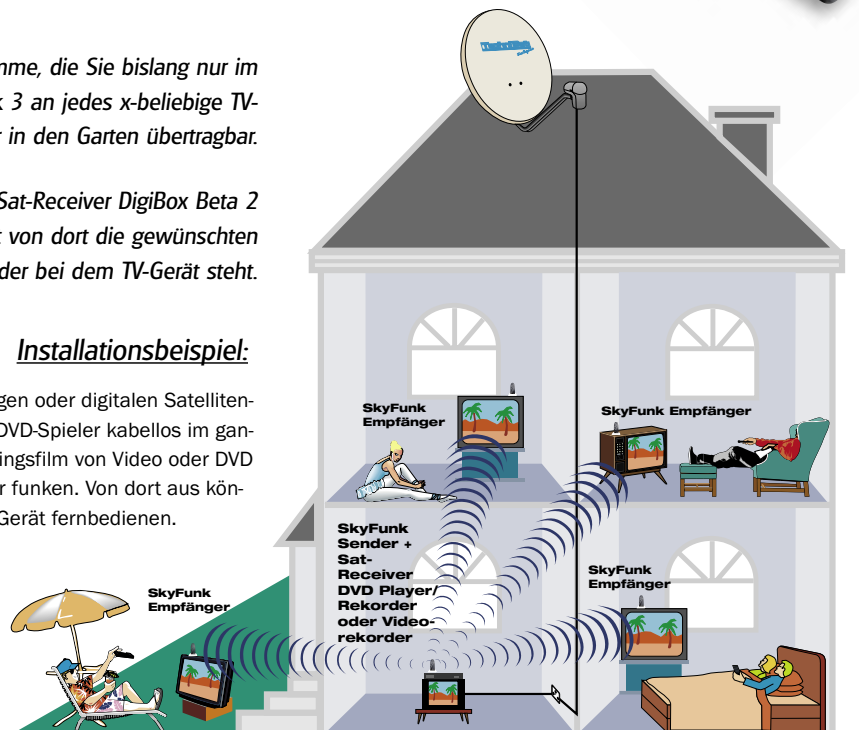 mme, die Sie bislang nur im
k 3 an jedes x-beliebige TV-
r in den Garten übertragbar.
Sat-Receiver DigiBox Beta 2
von dort die gewünschten
der bei dem TV-Gerät steht.
Installationsbeispiel:
gen oder digitalen Satelliten-
DVD-Spieler kabellos im gan-
ingsfilm von Video oder DVD
r funken. Von dort aus kön-
Gerät fernbedienen.
SkyFunk
Empfänger
SkyFunk Empfänger
SkyFunk
Sender +
Sat-
Receiver
DVD Player/
Rekorder
oder Video-
rekorder
SkyFunk
Empfänger
SkyFunk
Empfänger